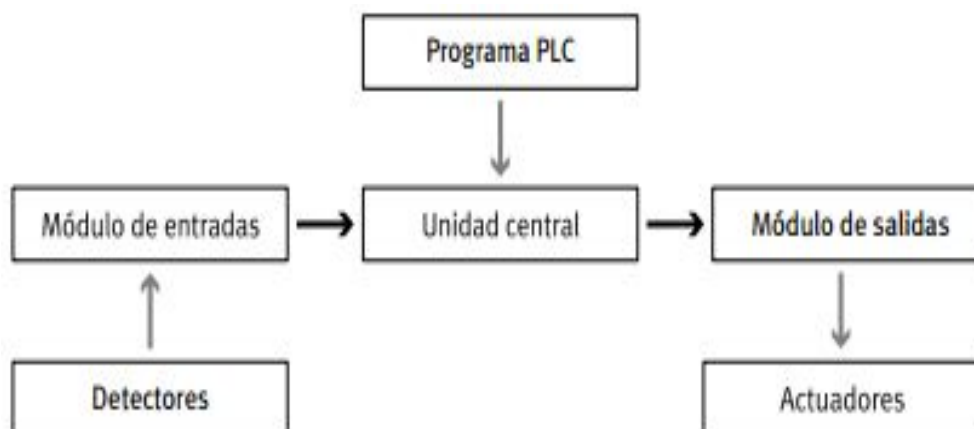 Programa PLC
Módulo de entradas
Unidad central
Módulo de salidas
Detectores
Actuadores